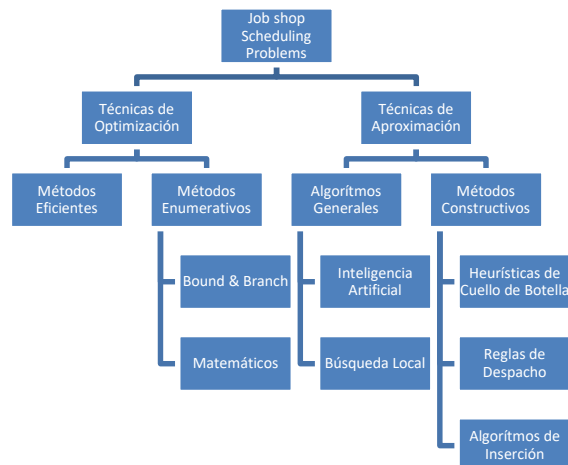 Job shop
Scheduling
Problems
Técnicas de
Optimización
Técnicas de
Aproximación
Métodos
Eficientes
Métodos
Enumerativos
Algorítmos
Generales
Métodos
Constructivos
Bound & Branch
Inteligencia
Artificial
Heurísticas de
Cuello de Botella
Matemáticos
Búsqueda Local
Reglas de
Despacho
Algorítmos de
Inserción